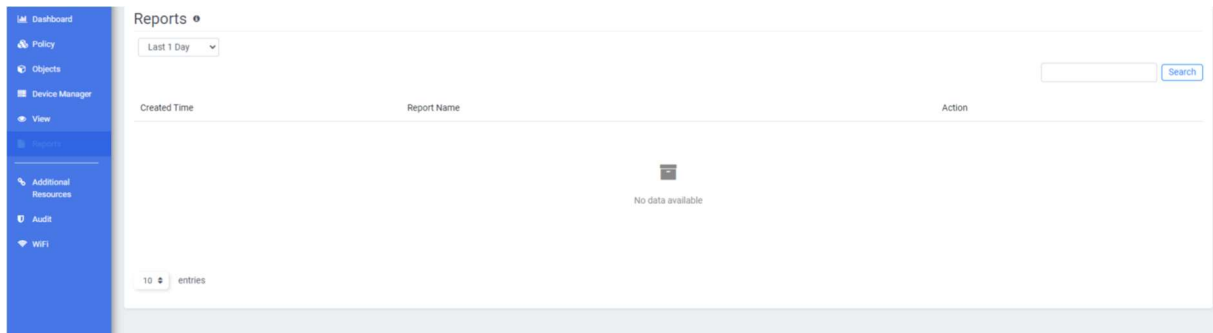 Dashboard
Policy
Objects
Device Manager
View
Reports
Additional
Resources
Audit
WiFi
Reports
Last 1 Day
Search
Created Time Report Name Action
No data available
10 entries